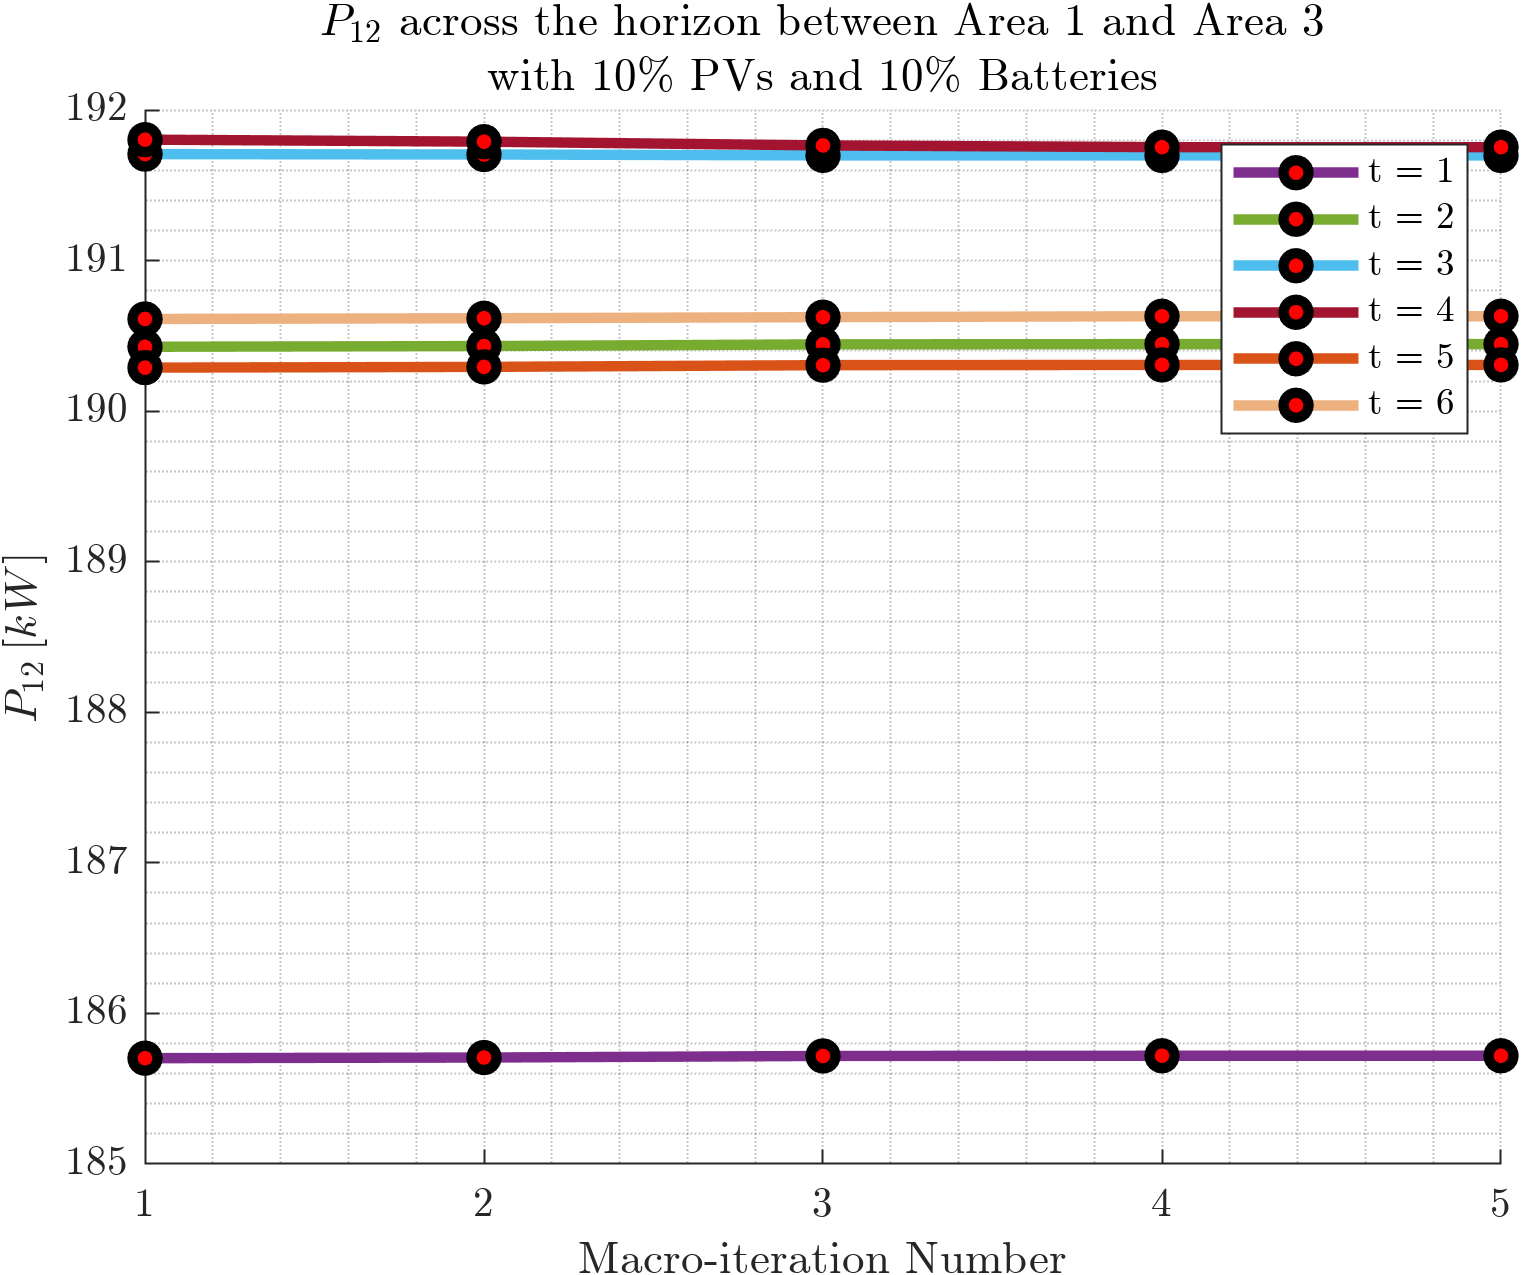 P₁₂ across the horizon between Area 1 and Area 3
with 10% PVs and 10% Batteries
P₁₂ [kW]
192
191
190
189
188
187
186
185
t = 1
t = 2
t = 3
t = 4
t = 5
t = 6
1 2 3 4 5
Macro-iteration Number